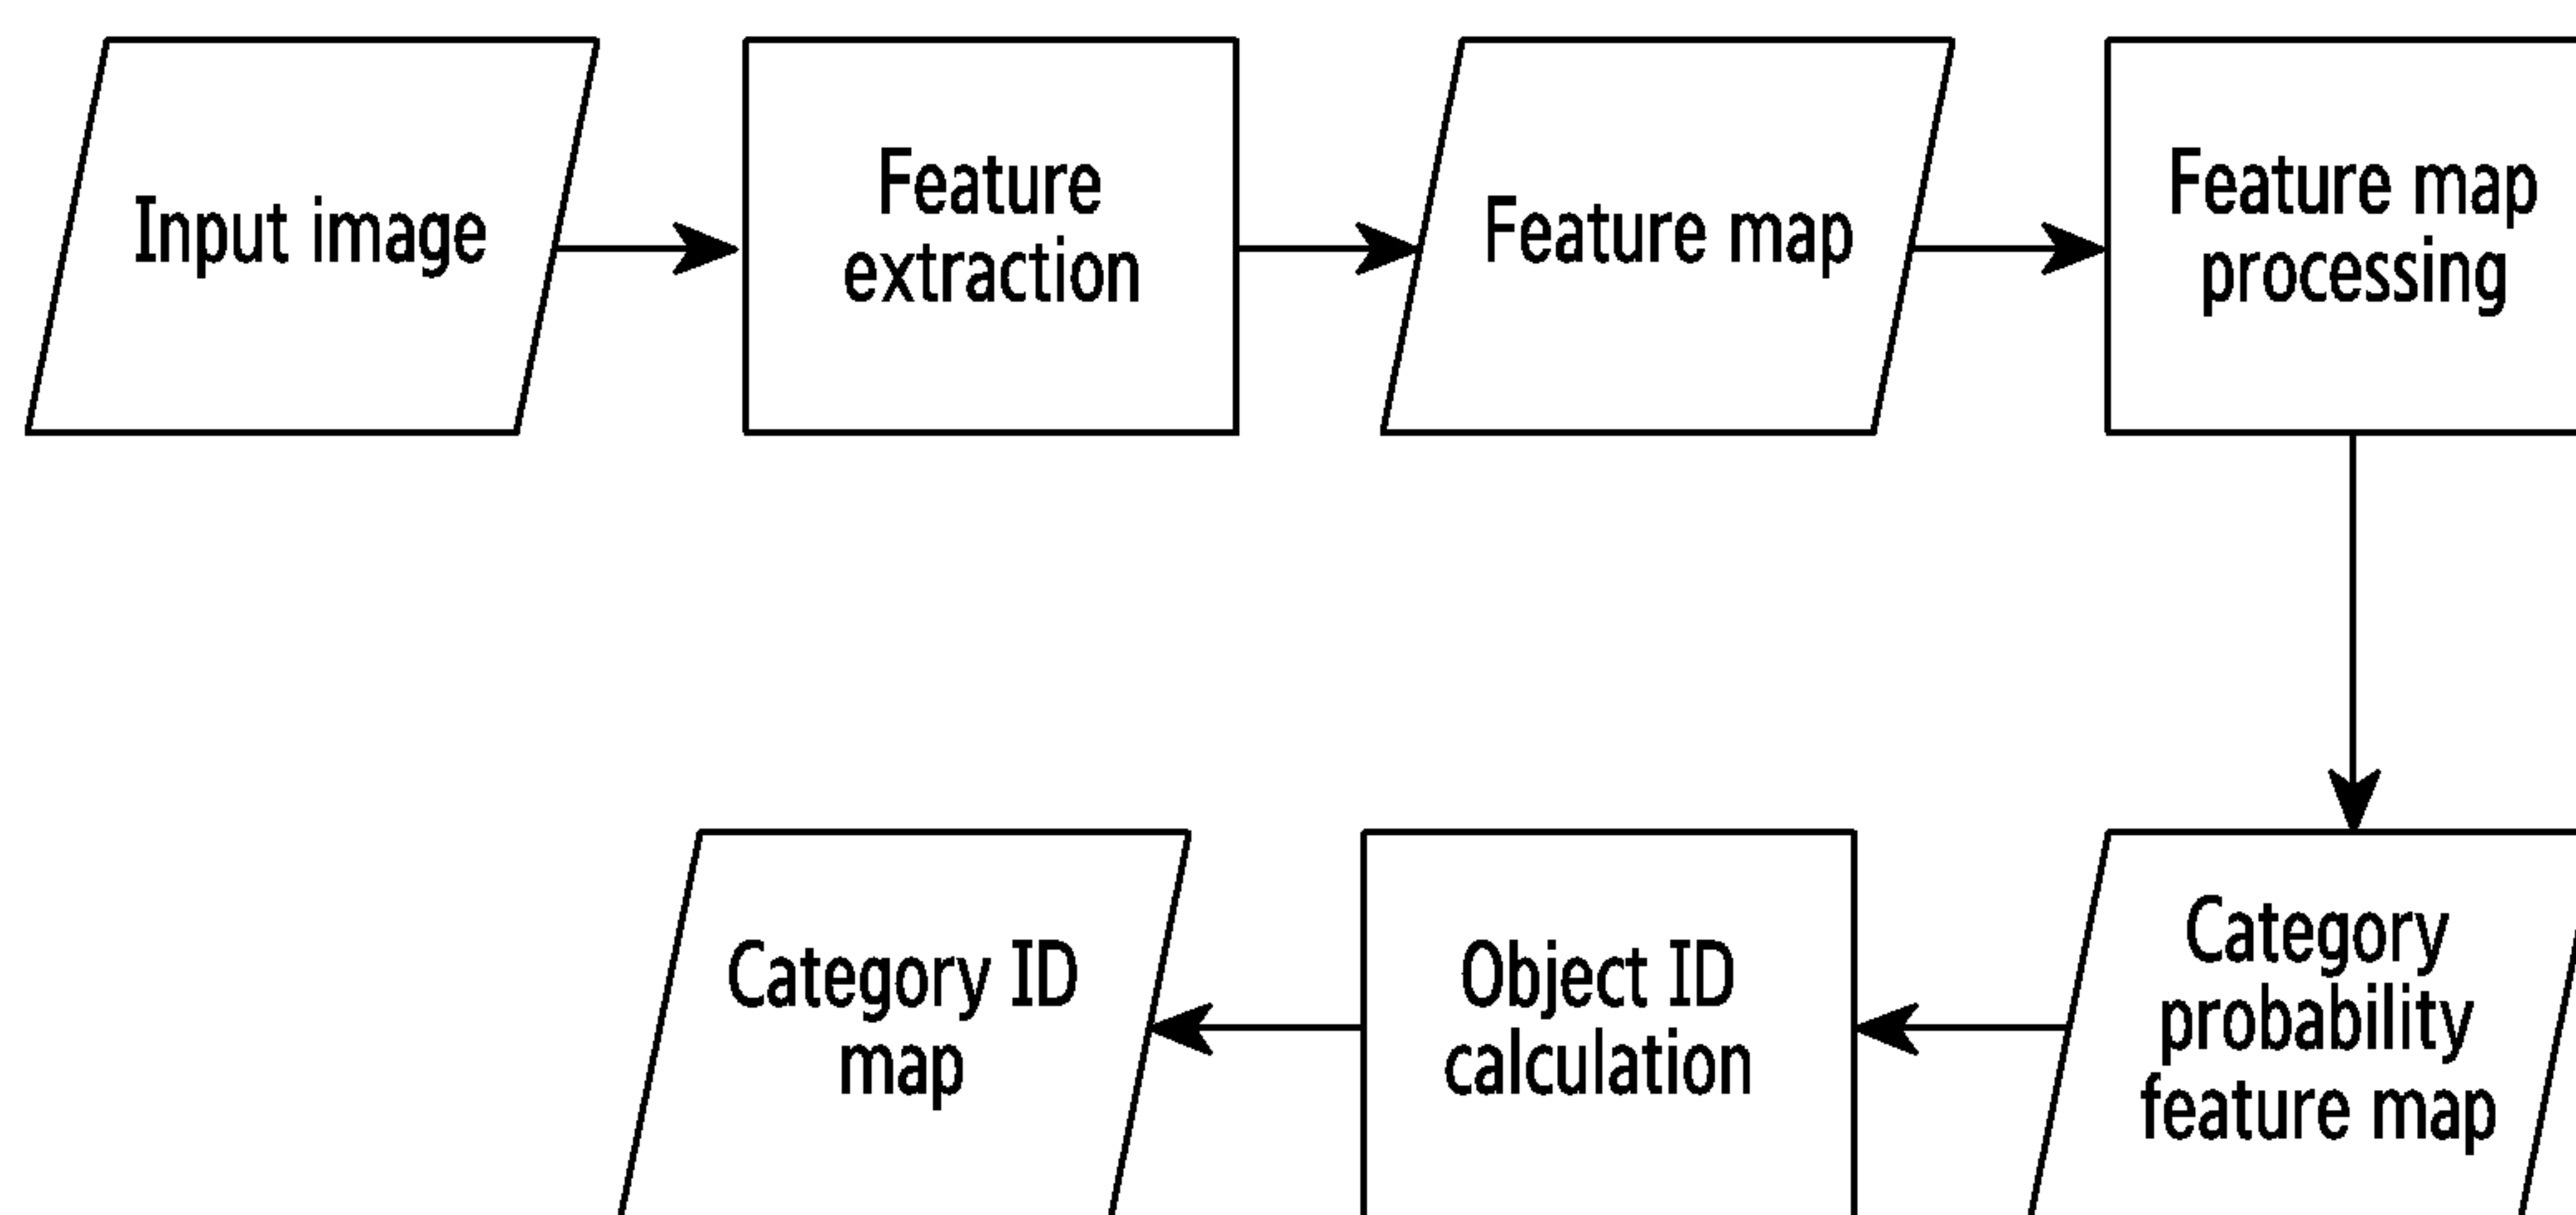 Input image
Feature
extraction
Feature map
Feature map
processing
Category
probability
feature map
Object ID
calculation
Category ID
map